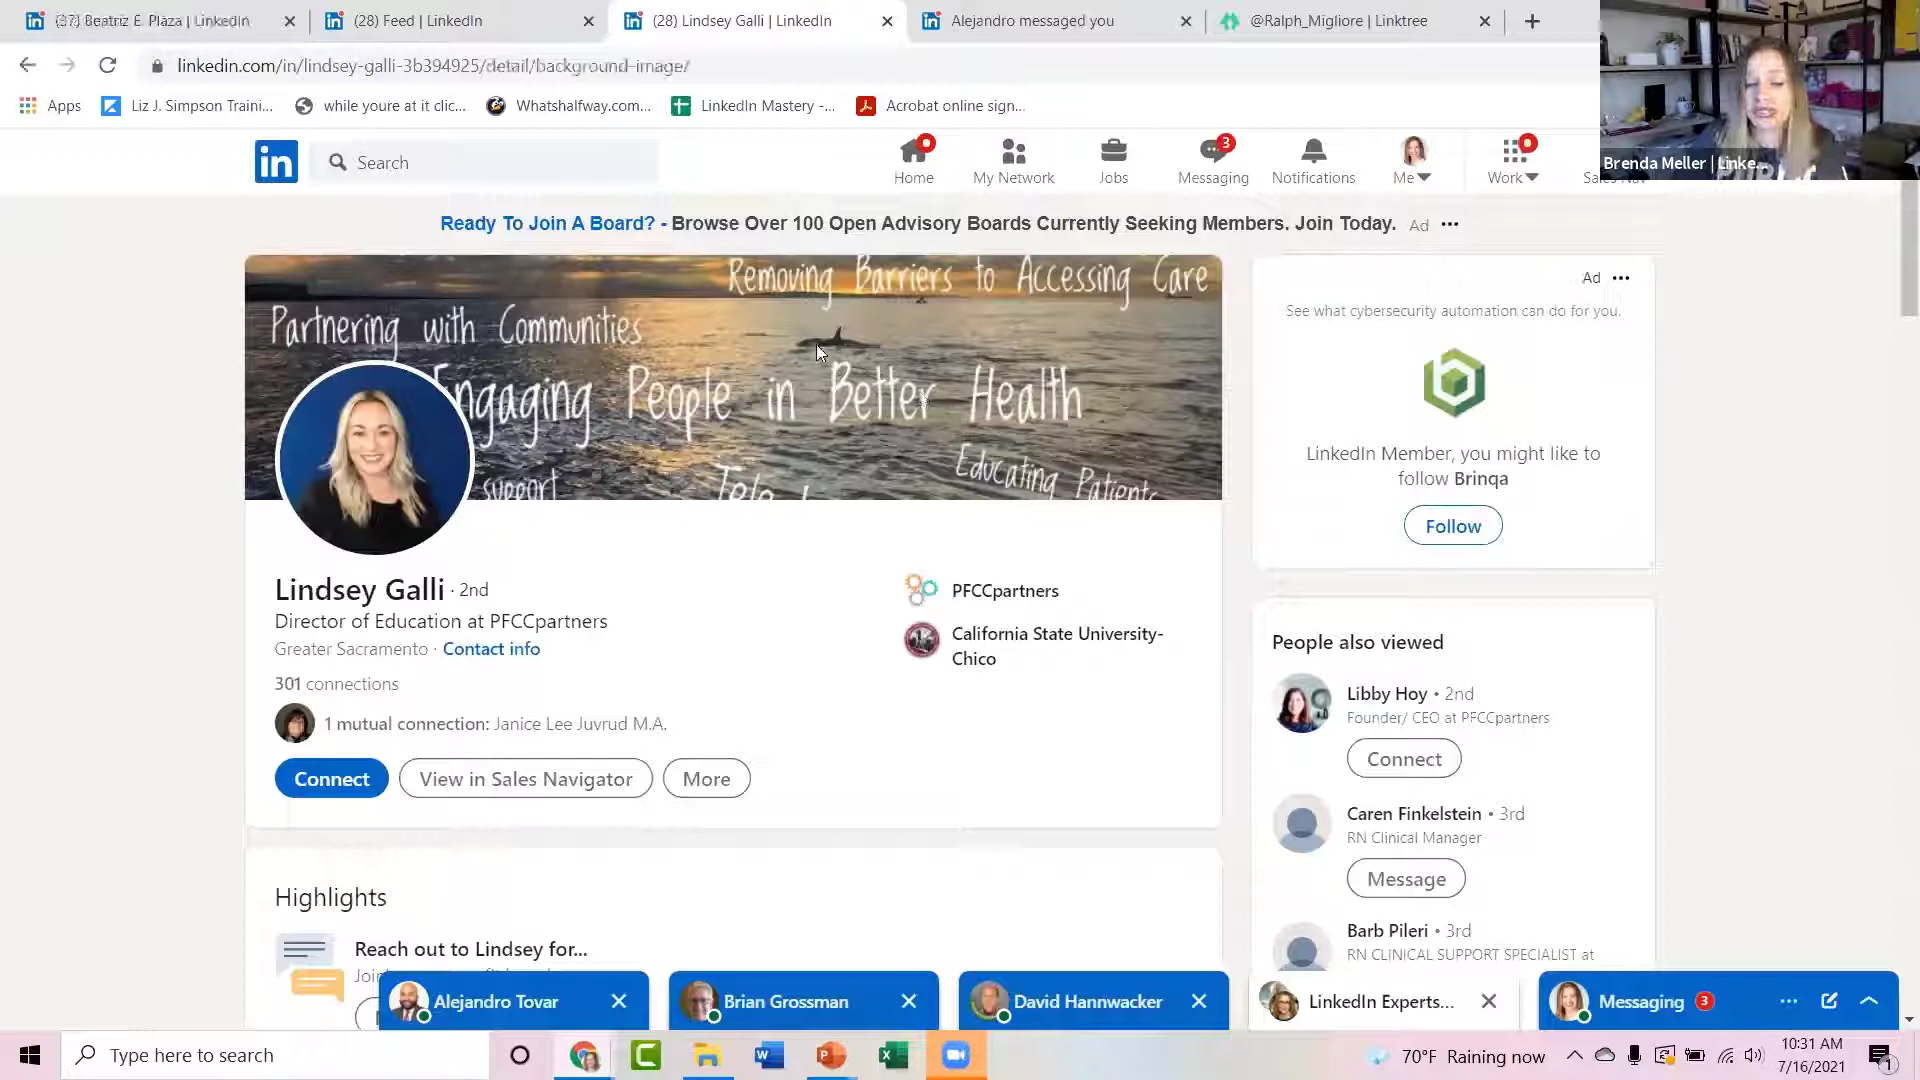 (37) Beatriz E. Plaza | LinkedIn
(28) Feed | LinkedIn
(28) Lindsey Galli | LinkedIn
Alejandro messaged you
@Ralph_Migliore | Linktree
linkedin.com/in/lindsey-galli-3b394925/detail/background-image/
Apps
Liz J. Simpson Traini...
while youre at it clic...
Whatshalfway.com...
LinkedIn Mastery -...
Acrobat online sign...
Brenda Meller | Linke...
in
Search
Home
My Network
Jobs
3
Messaging
Notifications
Me
Work
Sales Nav
Ready To Join A Board? - Browse Over 100 Open Advisory Boards Currently Seeking Members. Join Today.
Ad
Removing Barriers to Accessing Care
Partnering with Communities
Engaging People in Better Health
Educating Patients
support
Lindsey Galli · 2nd
Director of Education at PFCCpartners
Greater Sacramento · Contact info
301 connections
1 mutual connection: Janice Lee Juvrud M.A.
Connect
View in Sales Navigator
More
PFCCpartners
California State University-
Chico
Highlights
Reach out to Lindsey for...
Ad
See what cybersecurity automation can do for you.
LinkedIn Member, you might like to
follow Brinqa
Follow
People also viewed
Libby Hoy • 2nd
Founder/ CEO at PFCCpartners
Connect
Caren Finkelstein • 3rd
RN Clinical Manager
Message
Barb Pileri • 3rd
RN CLINICAL SUPPORT SPECIALIST at
Alejandro Tovar
Brian Grossman
David Hannwacker
LinkedIn Experts...
Messaging 3
Type here to search
70°F Raining now
10:31 AM
7/16/2021
1